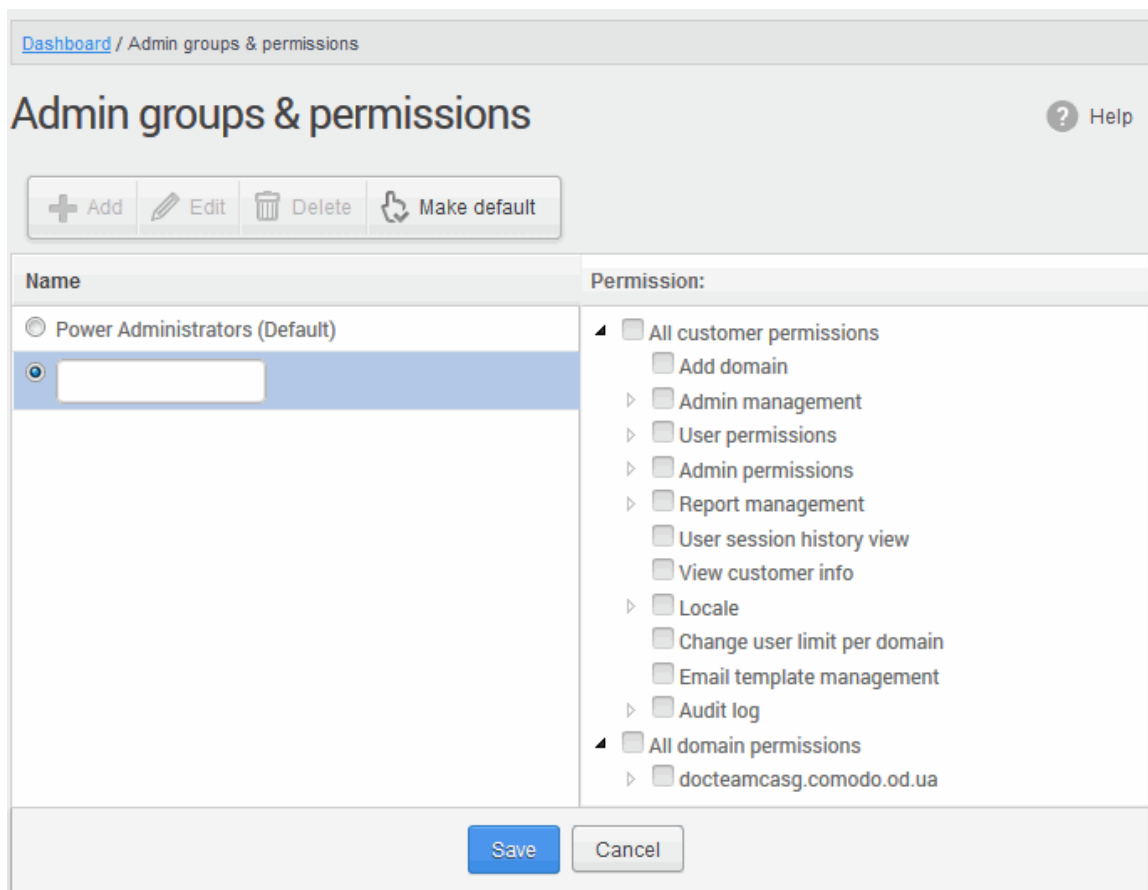 Dashboard / Admin groups & permissions
Admin groups & permissions
? Help
Add Edit Delete Make default
Name Permission:
Power Administrators (Default)
All customer permissions
Add domain
Admin management
User permissions
Admin permissions
Report management
User session history view
View customer info
Locale
Change user limit per domain
Email template management
Audit log
All domain permissions
docteamcasg.comodo.od.ua
Save Cancel